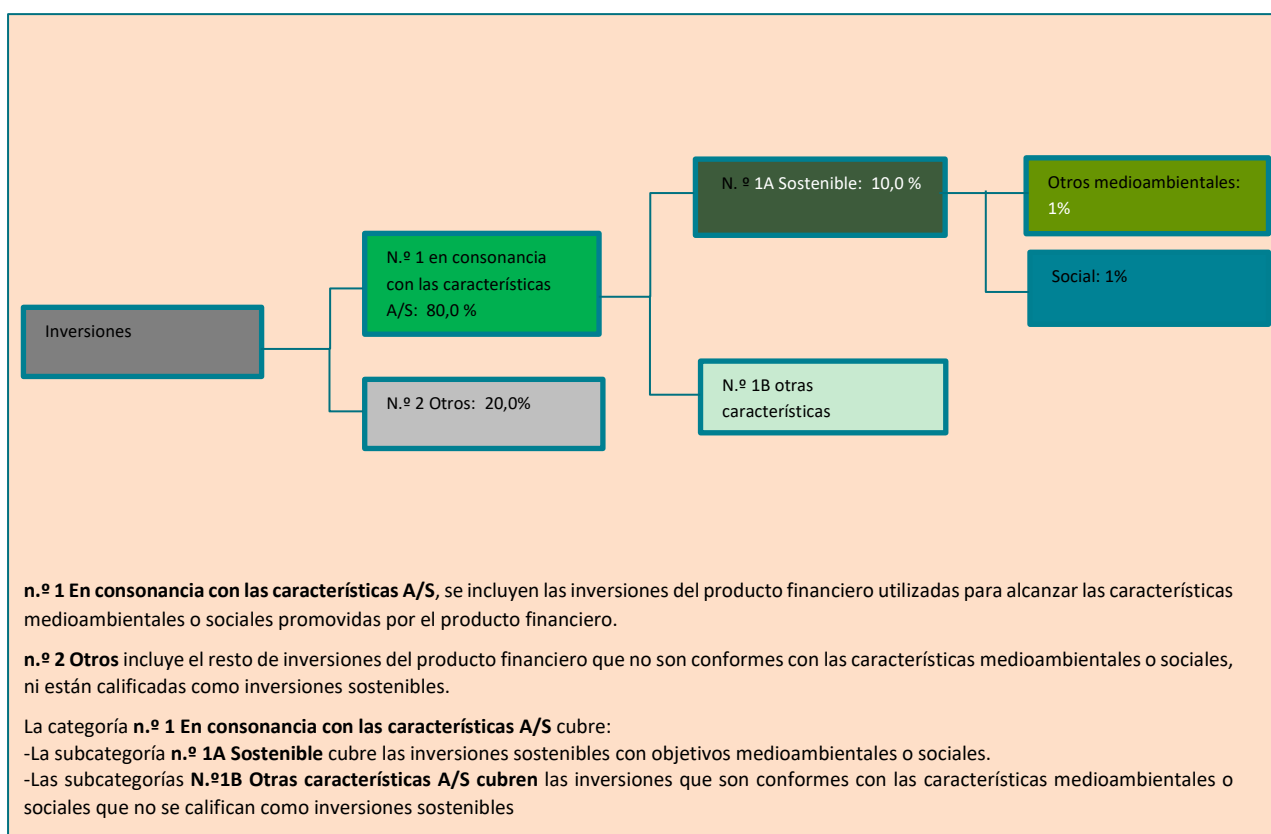 Inversiones
N.º 1 en consonancia
con las características
A/S: 80,0 %
N.º 2 Otros: 20,0%
N. º 1A Sostenible: 10,0 %
N.º 1B otras
características
Otros medioambientales:
1%
Social: 1%
n.º 1 En consonancia con las características A/S, se incluyen las inversiones del producto financiero utilizadas para alcanzar las características
medioambientales o sociales promovidas por el producto financiero.
n.º 2 Otros incluye el resto de inversiones del producto financiero que no son conformes con las características medioambientales o sociales,
ni están calificadas como inversiones sostenibles.
La categoría n.º 1 En consonancia con las características A/S cubre:
-La subcategoría n.º 1A Sostenible cubre las inversiones sostenibles con objetivos medioambientales o sociales.
-Las subcategorías N.º1B Otras características A/S cubren las inversiones que son conformes con las características medioambientales o
sociales que no se califican como inversiones sostenibles